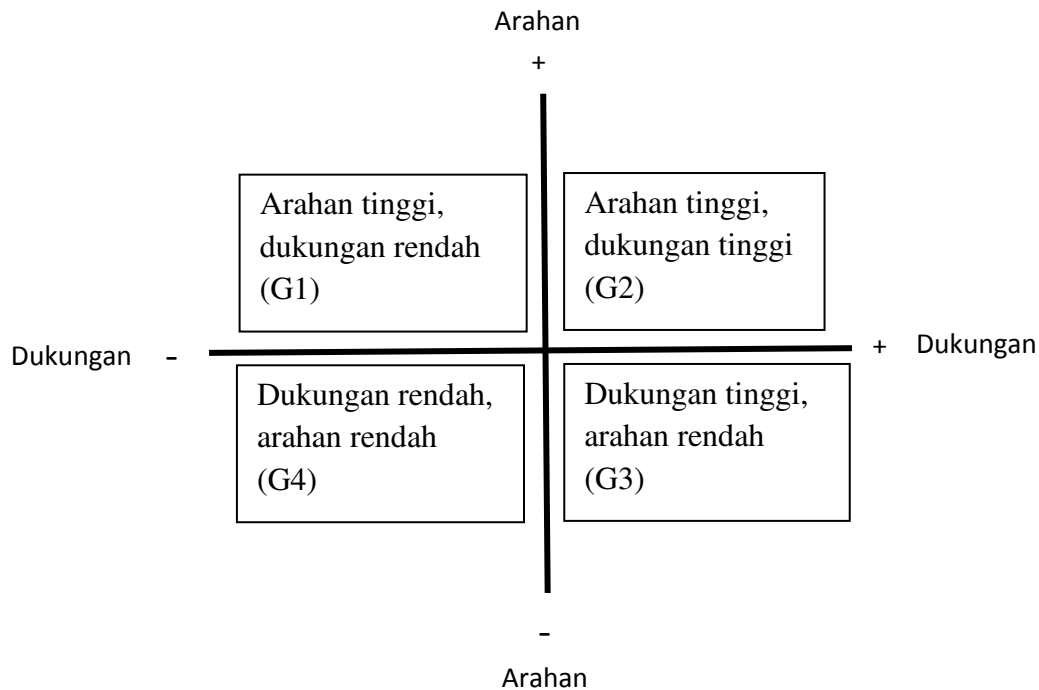 Arahan
+
Arahan tinggi,
dukungan rendah
(G1)
Arahan tinggi,
dukungan tinggi
(G2)
Dukungan -
+ Dukungan
Dukungan rendah,
arahan rendah
(G4)
Dukungan tinggi,
arahan rendah
(G3)
-
Arahan